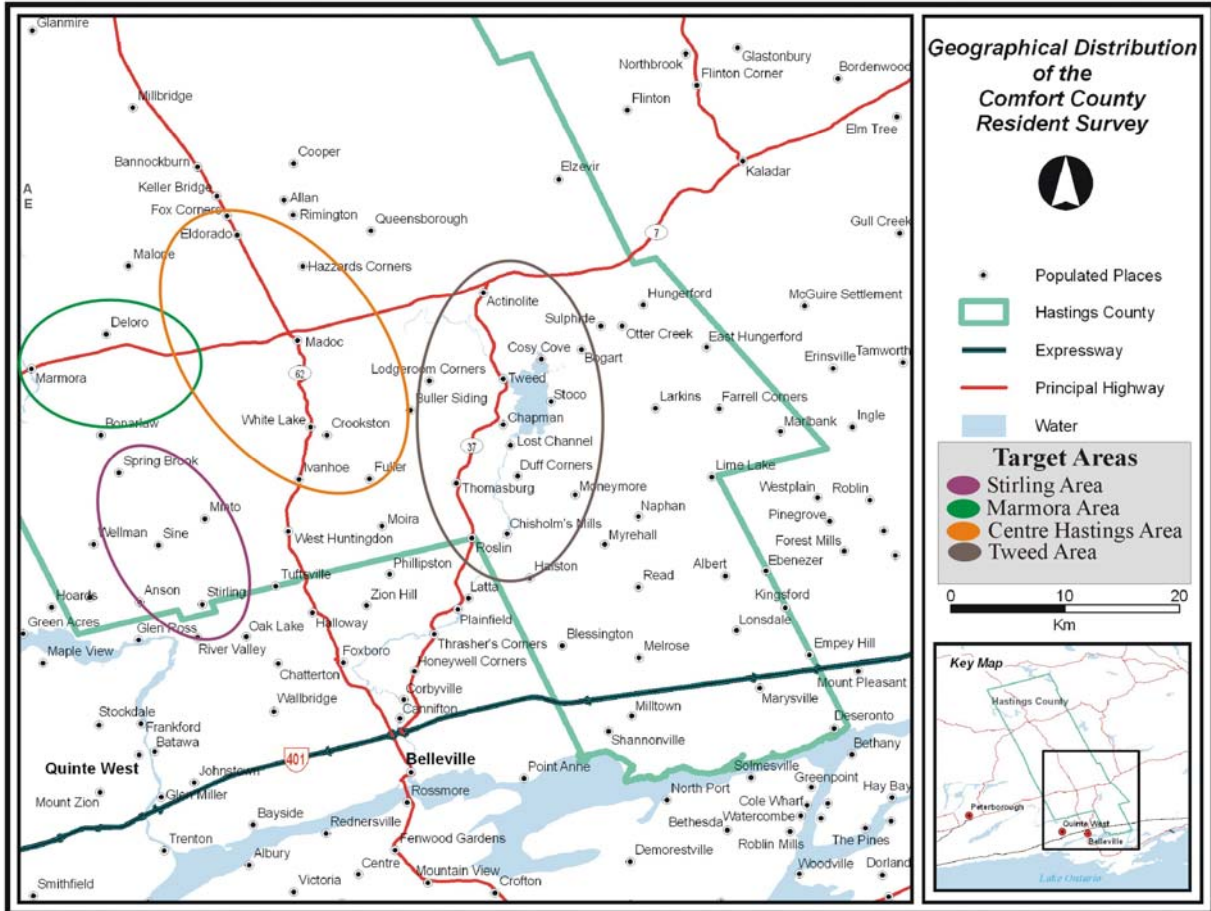 Glanmire
Glastonbury
Northbrook
Flinton Corner
Bordenwood
Millbridge
Flinton
Elm Tree
Bannockburn
Cooper
Elzevir
Kaladar
A
E
Keller Bridge
Allan
Fox Corners
Rimington
Queensborough
Eldorado
7
Gull Creek
Malone
Hazzards Corners
Actinolite
Hungerford
McGuire Settlement
Deloro
Sulphide
Otter Creek
East Hungerford
Madoc
Cosy Cove
Bogart
Erinsville
Tamworth
Marmora
62
Lodgeroom Corners
Tweed
Buller Siding
Stoco
Larkins
Farrell Corners
Bonarlaw
White Lake
Crookston
Chapman
Marlbank
Ingle
37
Lost Channel
Spring Brook
Ivanhoe
Fuller
Duff Corners
Lime Lake
Thomasburg
Moneymore
Westplain
Roblin
Minto
Naphan
Pinegrove
Moira
Chisholm's Mills
Wellman
Sine
West Huntingdon
Roslin
Myrehall
Forest Mills
Ebenezer
Tuftsville
Phillipston
Halston
Albert
Hoards
Anson
Stirling
Zion Hill
Latta
Read
Kingsford
Green Acres
Glen Ross
Oak Lake
Halloway
Plainfield
Lonsdale
Maple View
River Valley
Foxboro
Thrasher's Corners
Blessington
Melrose
Empey Hill
Chatterton
Honeywell Corners
Mount Pleasant
Wallbridge
Corbyville
Marysville
Stockdale
Frankford
Cannifton
Milltown
Deseronto
Batawa
401
Shannonville
Bethany
Quinte West
Johnstown
Belleville
Point Anne
Solmesville
Greenpoint
Mount Zion
Glen Miller
Rossmore
North Port
Cole Wharf
Hay Bay
Bayside
Bethesda
Watercombe
Trenton
Rednersville
Fenwood Gardens
Roblin Mills
The Pines
Albury
Centre
Demorestville
Woodville
Dorland
Smithfield
Victoria
Mountain View
Crofton
Geographical Distribution
of the
Comfort County
Resident Survey
Populated Places
Hastings County
Expressway
Principal Highway
Water
Target Areas
Stirling Area
Marmora Area
Centre Hastings Area
Tweed Area
0 10 20
Km
Key Map
Hastings County
Peterborough
Quinte West
Belleville
Lake Ontario